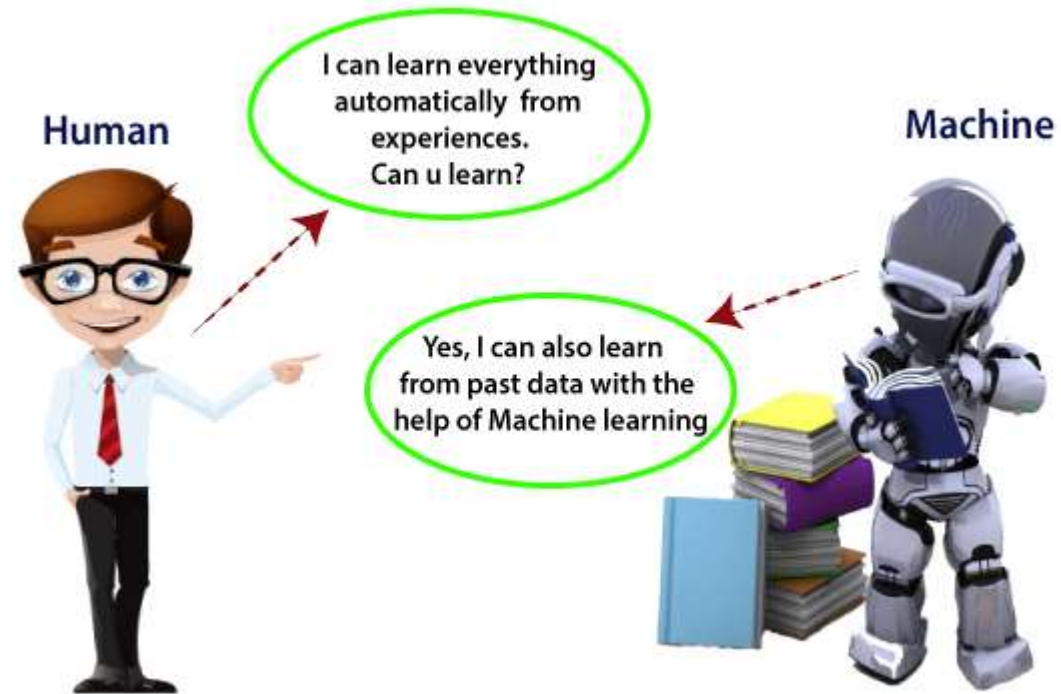 Human
I can learn everything
automatically from
experiences.
Can u learn?
Machine
Yes, I can also learn
from past data with the
help of Machine learning